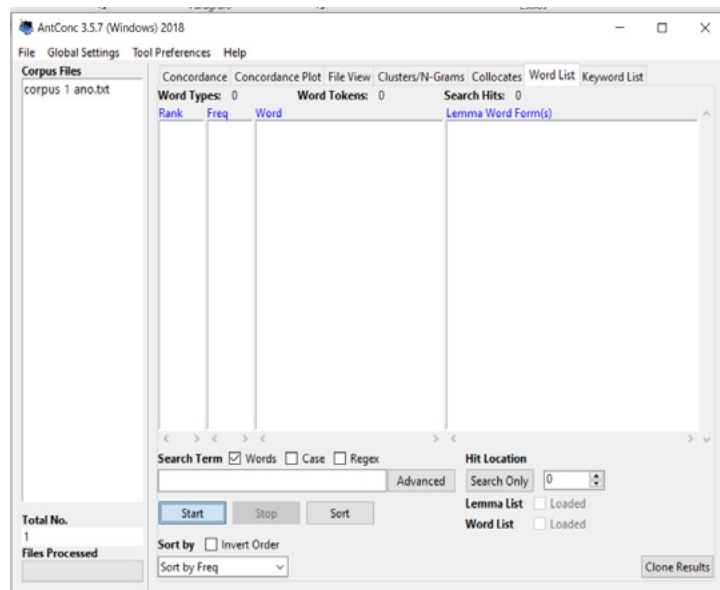 AntConc 3.5.7 (Windows) 2018
File Global Settings Tool Preferences Help
Corpus Files
corpus 1 ano.txt
Concordance Concordance Plot File View Clusters/N-Grams Collocates Word List Keyword List
Word Types: 0 Word Tokens: 0 Search Hits: 0
Rank Freq Word Lemma Word Form(s)
Search Term Words Case Regex Hit Location
Advanced Search Only 0
Start Stop Sort
Lemma List Loaded
Word List Loaded
Total No.
1
Files Processed
Sort by Invert Order
Sort by Freq
Clone Results